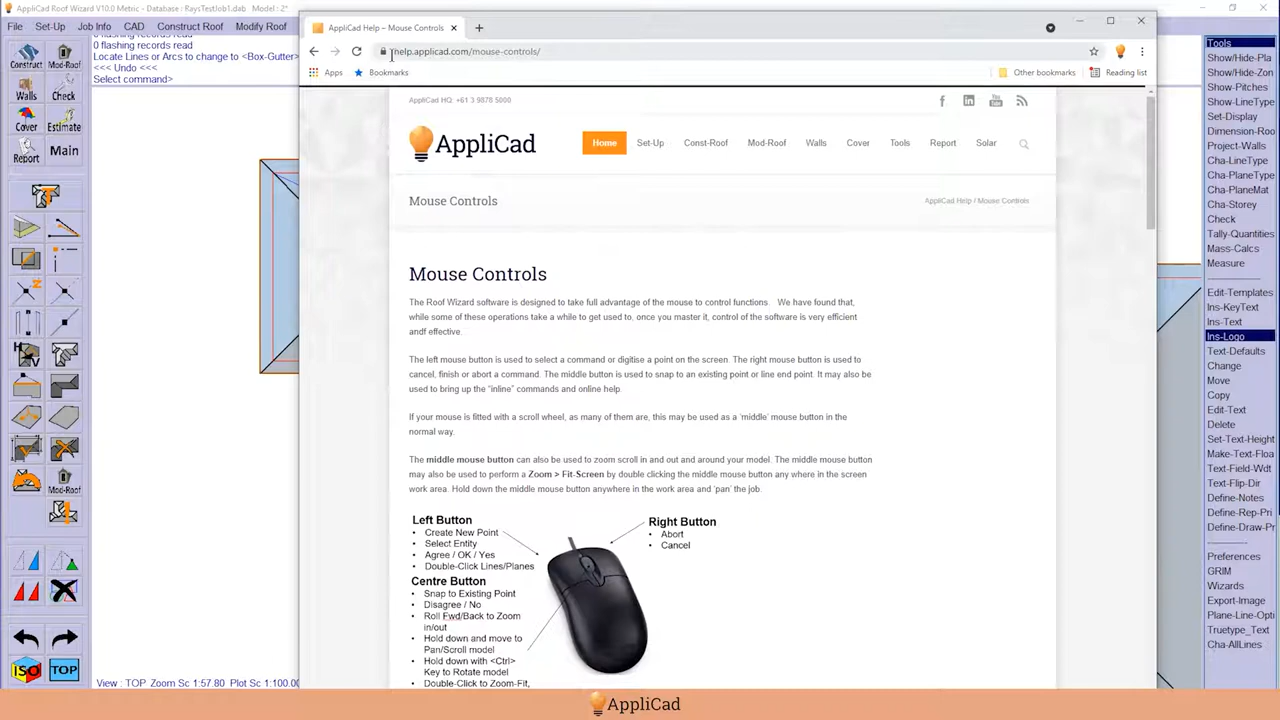 AppliCad Roof Wizard V10.0 Metric - Database : RaysTestJob1.dab  Model : 2*
File Set-Up Job Info CAD Construct Roof Modify Roof
0 flashing records read
0 flashing records read
Locate Lines or Arcs to change to <Box-Gutter>
<<< Undo <<<
Select command>
Construct Mod-Roof
Walls Check
Cover Estimate
Report Main
Mod-Roof
ISO TOP
View : TOP Zoom Sc 1:57.80 Plot Sc 1:100.00
AppliCad Help – Mouse Controls
help.applicad.com/mouse-controls/
Apps Bookmarks Other bookmarks Reading list
AppliCad HQ: +61 3 9878 5000
AppliCad
Home Set-Up Const-Roof Mod-Roof Walls Cover Tools Report Solar
Mouse Controls
AppliCad Help / Mouse Controls
Mouse Controls
The Roof Wizard software is designed to take full advantage of the mouse to control functions. We have found that,
while some of these operations take a while to get used to, once you master it, control of the software is very efficient
andf effective.
The left mouse button is used to select a command or digitise a point on the screen. The right mouse button is used to
cancel, finish or abort a command. The middle button is used to snap to an existing point or line end point. It may also be
used to bring up the "inline" commands and online help.
If your mouse is fitted with a scroll wheel, as many of them are, this may be used as a 'middle' mouse button in the
normal way.
The middle mouse button can also be used to zoom scroll in and out and around your model. The middle mouse button
may also be used to perform a Zoom > Fit-Screen by double clicking the middle mouse button any where in the screen
work area. Hold down the middle mouse button anywhere in the work area and 'pan' the job.
Left Button
• Create New Point
• Select Entity
• Agree / OK / Yes
• Double-Click Lines/Planes
Centre Button
• Snap to Existing Point
• Disagree / No
• Roll Fwd/Back to Zoom
in/out
• Hold down and move to
Pan/Scroll model
• Hold down with <Ctrl>
Key to Rotate model
• Double-Click to Zoom-Fit,
Right Button
• Abort
• Cancel
Tools
Show/Hide-Pla
Show/Hide-Zon
Show-Pitches
Show-LineType
Set-Display
Dimension-Roo
Project-Walls
Cha-LineType
Cha-PlaneType
Cha-PlaneMat
Cha-Storey
Check
Tally-Quantities
Mass-Calcs
Measure
Edit-Templates
Ins-KeyText
Ins-Text
Ins-Logo
Text-Defaults
Change
Move
Copy
Edit-Text
Delete
Set-Text-Height
Make-Text-Floa
Text-Field-Wdt
Text-Flip-Dir
Define-Notes
Define-Rep-Pri
Define-Draw-Pr
Preferences
GRIM
Wizards
Export-Image
Plane-Line-Opti
Truetype_Text
Cha-AllLines
AppliCad